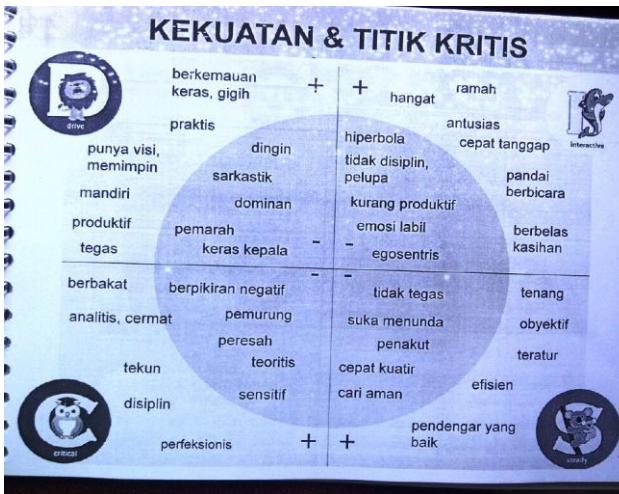 KEKUATAN & TITIK KRITIS
D
drive
berkemauan
keras, gigih
+
praktis
punya visi,
memimpin
dingin
sarkastik
mandiri
dominan
produktif
pemarah
tegas
keras kepala
-
+
hangat
ramah
antusias
hiperbola
cepat tanggap
I
interactive
tidak disiplin,
pelupa
pandai
berbicara
kurang produktif
emosi labil
berbelas
kasihan
-
egosentris
berbakat
berpikiran negatif
-
analitis, cermat
pemurung
peresah
tekun
teoritis
disiplin
sensitif
C
critical
perfeksionis
+
-
tidak tegas
tenang
suka menunda
obyektif
penakut
teratur
cepat kuatir
cari aman
efisien
pendengar yang
baik
+
S
steady